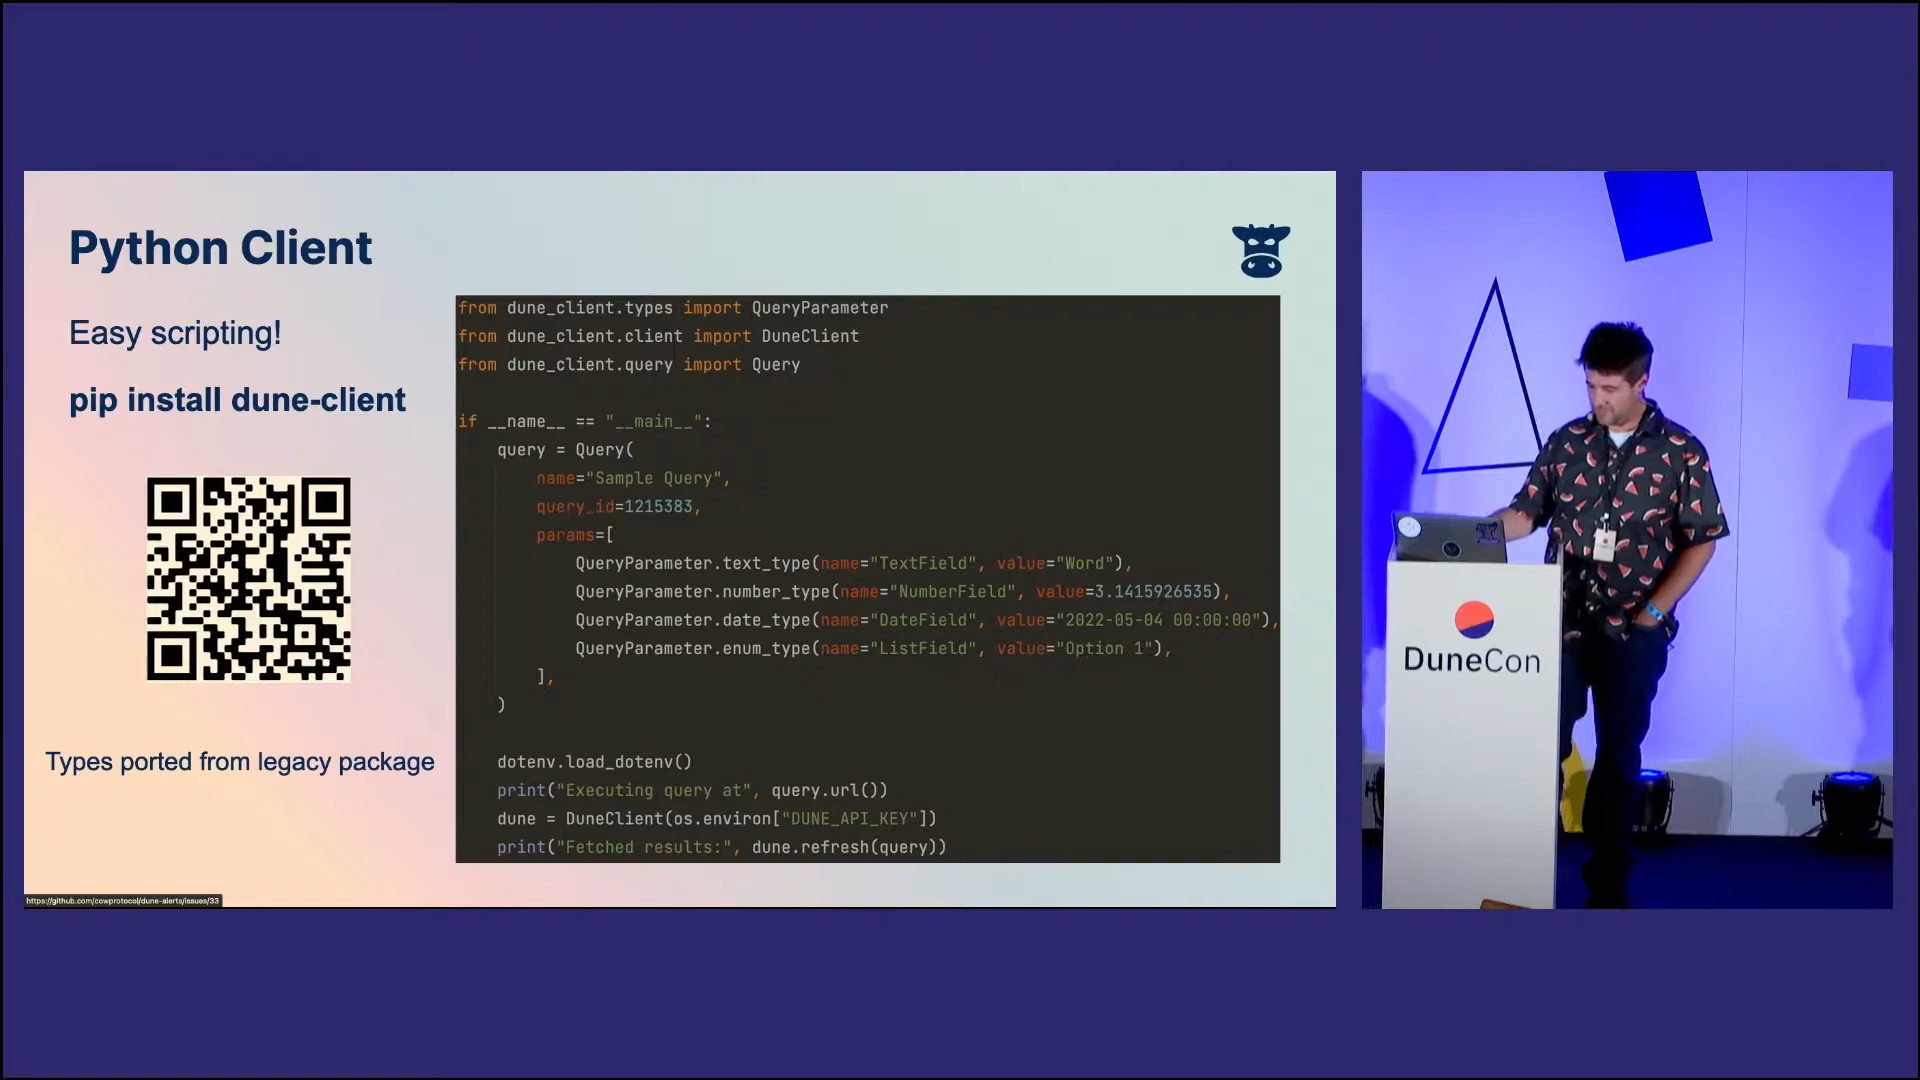 Python Client
Easy scripting!
pip install dune-client
Types ported from legacy package
https://github.com/cowprotocol/dune-alerts/issues/33
from dune_client.types import QueryParameter
from dune_client.client import DuneClient
from dune_client.query import Query
if __name__ == "__main__":
query = Query(
name="Sample Query",
query_id=1215383,
params=[
QueryParameter.text_type(name="TextField", value="Word"),
QueryParameter.number_type(name="NumberField", value=3.1415926535),
QueryParameter.date_type(name="DateField", value="2022-05-04 00:00:00"),
QueryParameter.enum_type(name="ListField", value="Option 1"),
],
)
dotenv.load_dotenv()
print("Executing query at", query.url())
dune = DuneClient(os.environ["DUNE_API_KEY"])
print("Fetched results:", dune.refresh(query))
DuneCon